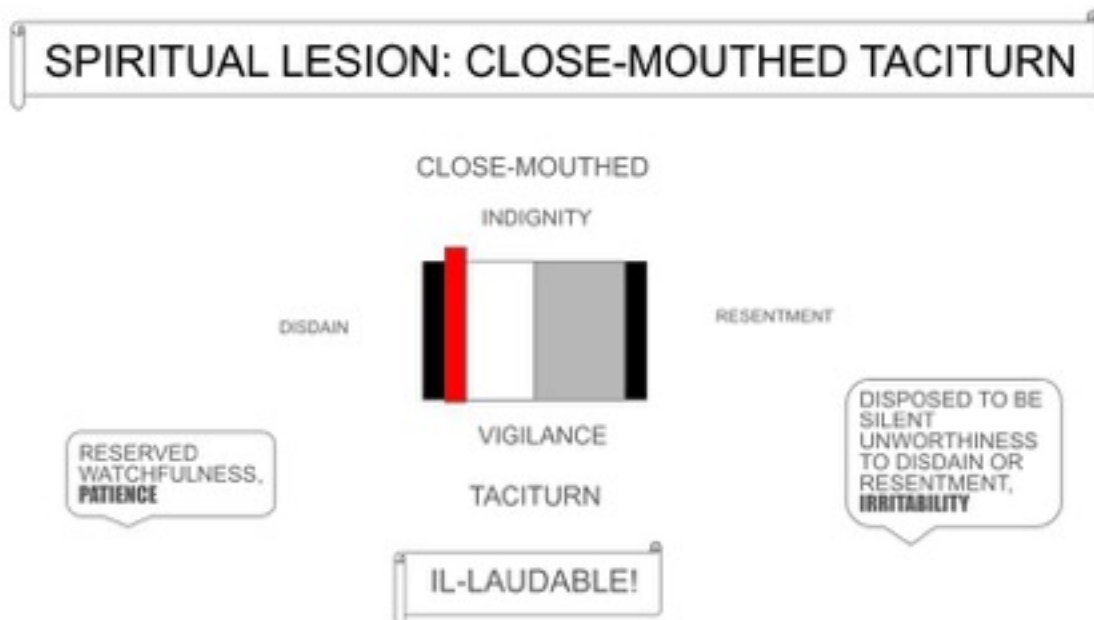 SPIRITUAL LESION: CLOSE-MOUTHED TACITURN
CLOSE-MOUTHED
INDIGNITY
DISDAIN
RESENTMENT
VIGILANCE
TACITURN
RESERVED
WATCHFULNESS,
PATIENCE
DISPOSED TO BE
SILENT
UNWORTHINESS
TO DISDAIN OR
RESENTMENT,
IRRITABILITY
IL-LAUDABLE!